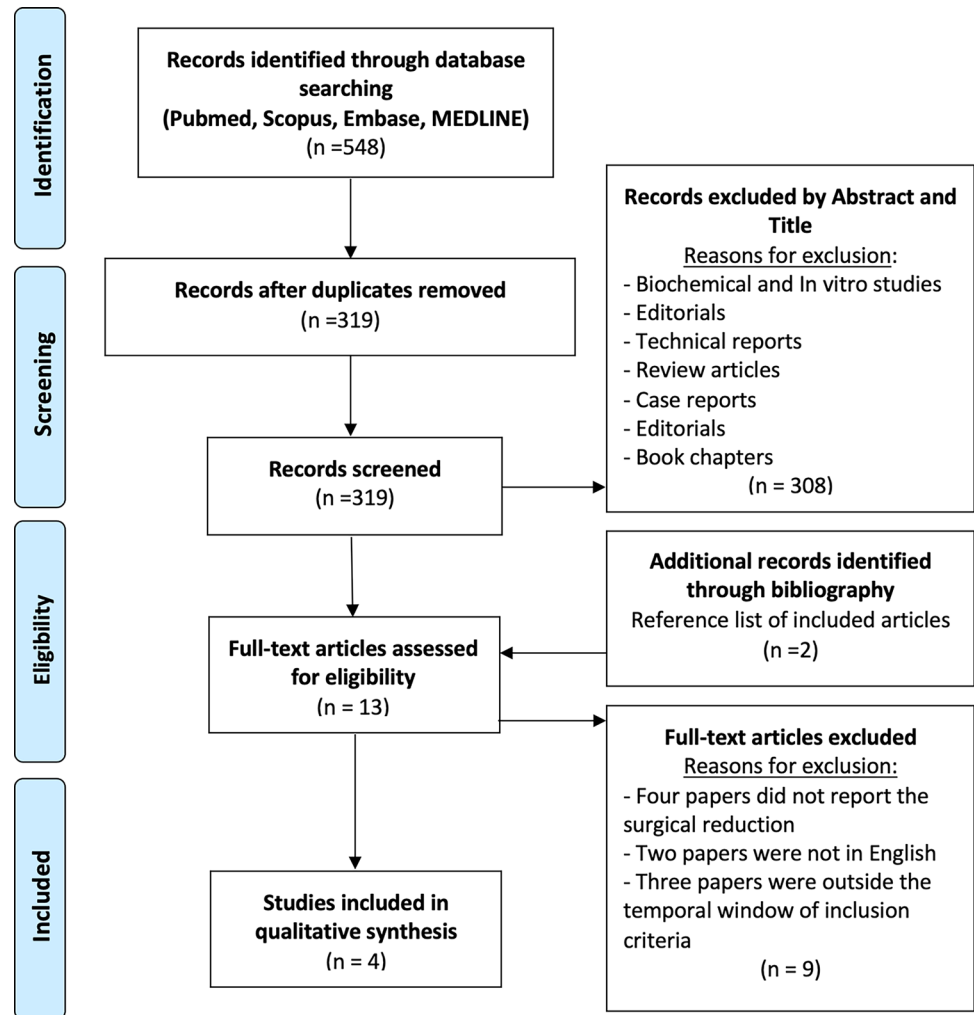 Identification
Records identified through database
searching
(Pubmed, Scopus, Embase, MEDLINE)
(n =548)
Screening
Records after duplicates removed
(n =319)
Records screened
(n =319)
Records excluded by Abstract and
Title
Reasons for exclusion:
- Biochemical and In vitro studies
- Editorials
- Technical reports
- Review articles
- Case reports
- Editorials
- Book chapters
(n = 308)
Eligibility
Additional records identified
through bibliography
Reference list of included articles
(n =2)
Full-text articles assessed
for eligibility
(n = 13)
Full-text articles excluded
Reasons for exclusion:
- Four papers did not report the
surgical reduction
- Two papers were not in English
- Three papers were outside the
temporal window of inclusion
criteria
(n = 9)
Included
Studies included in
qualitative synthesis
(n = 4)